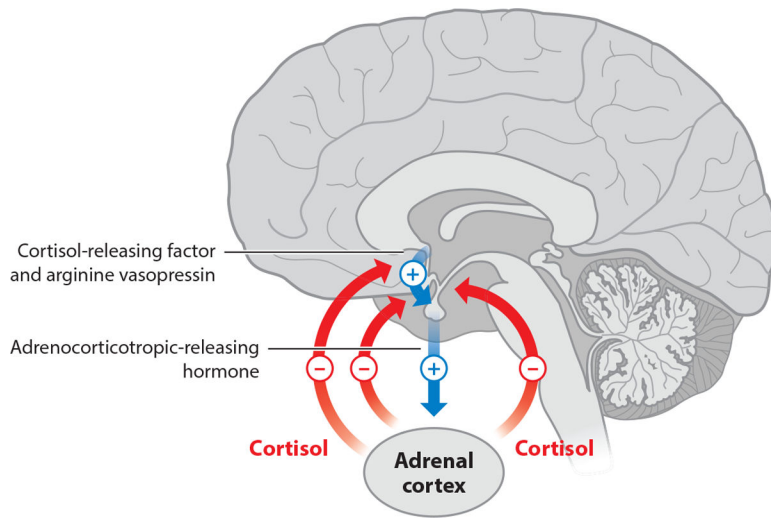 Cortisol-releasing factor
and arginine vasopressin
+
Adrenocorticotropic-releasing
hormone
− − + −
Cortisol
Adrenal
cortex
Cortisol